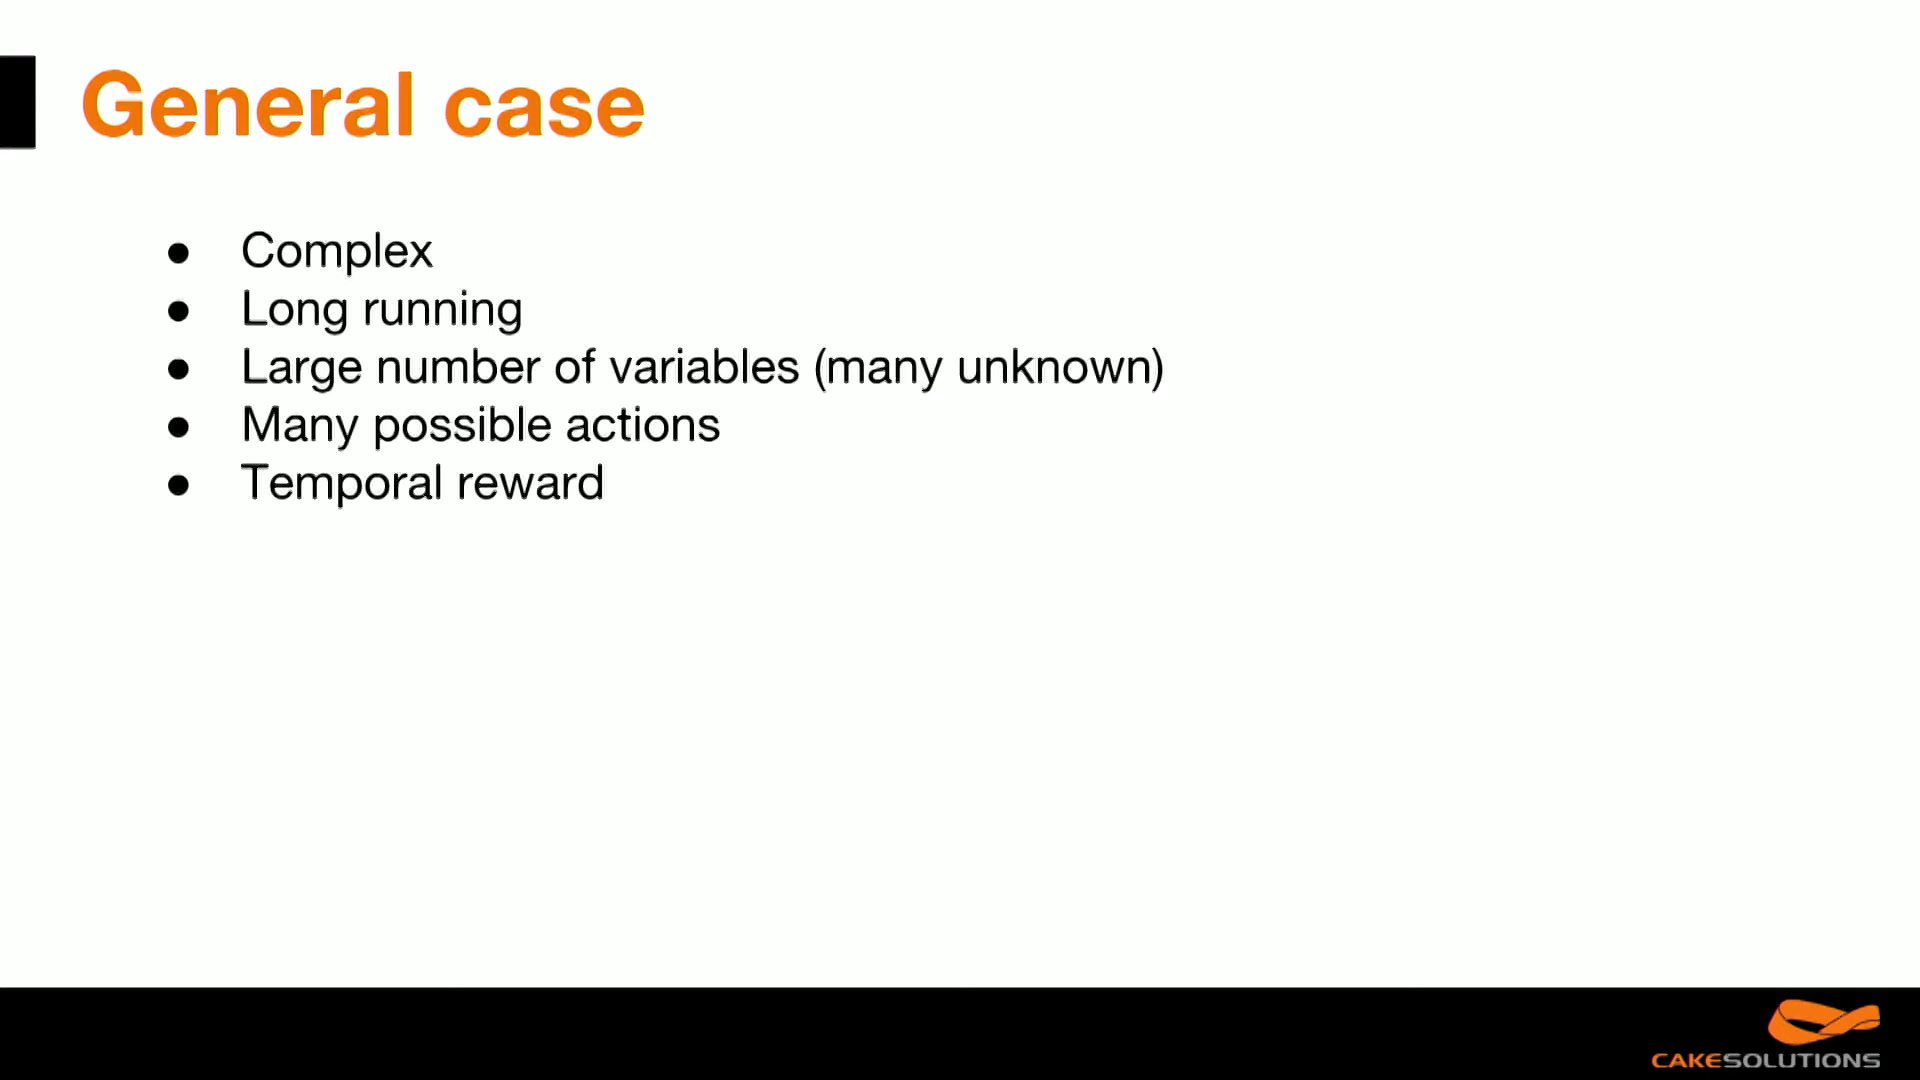 General case
● Complex
● Long running
● Large number of variables (many unknown)
● Many possible actions
● Temporal reward
CAKESOLUTIONS